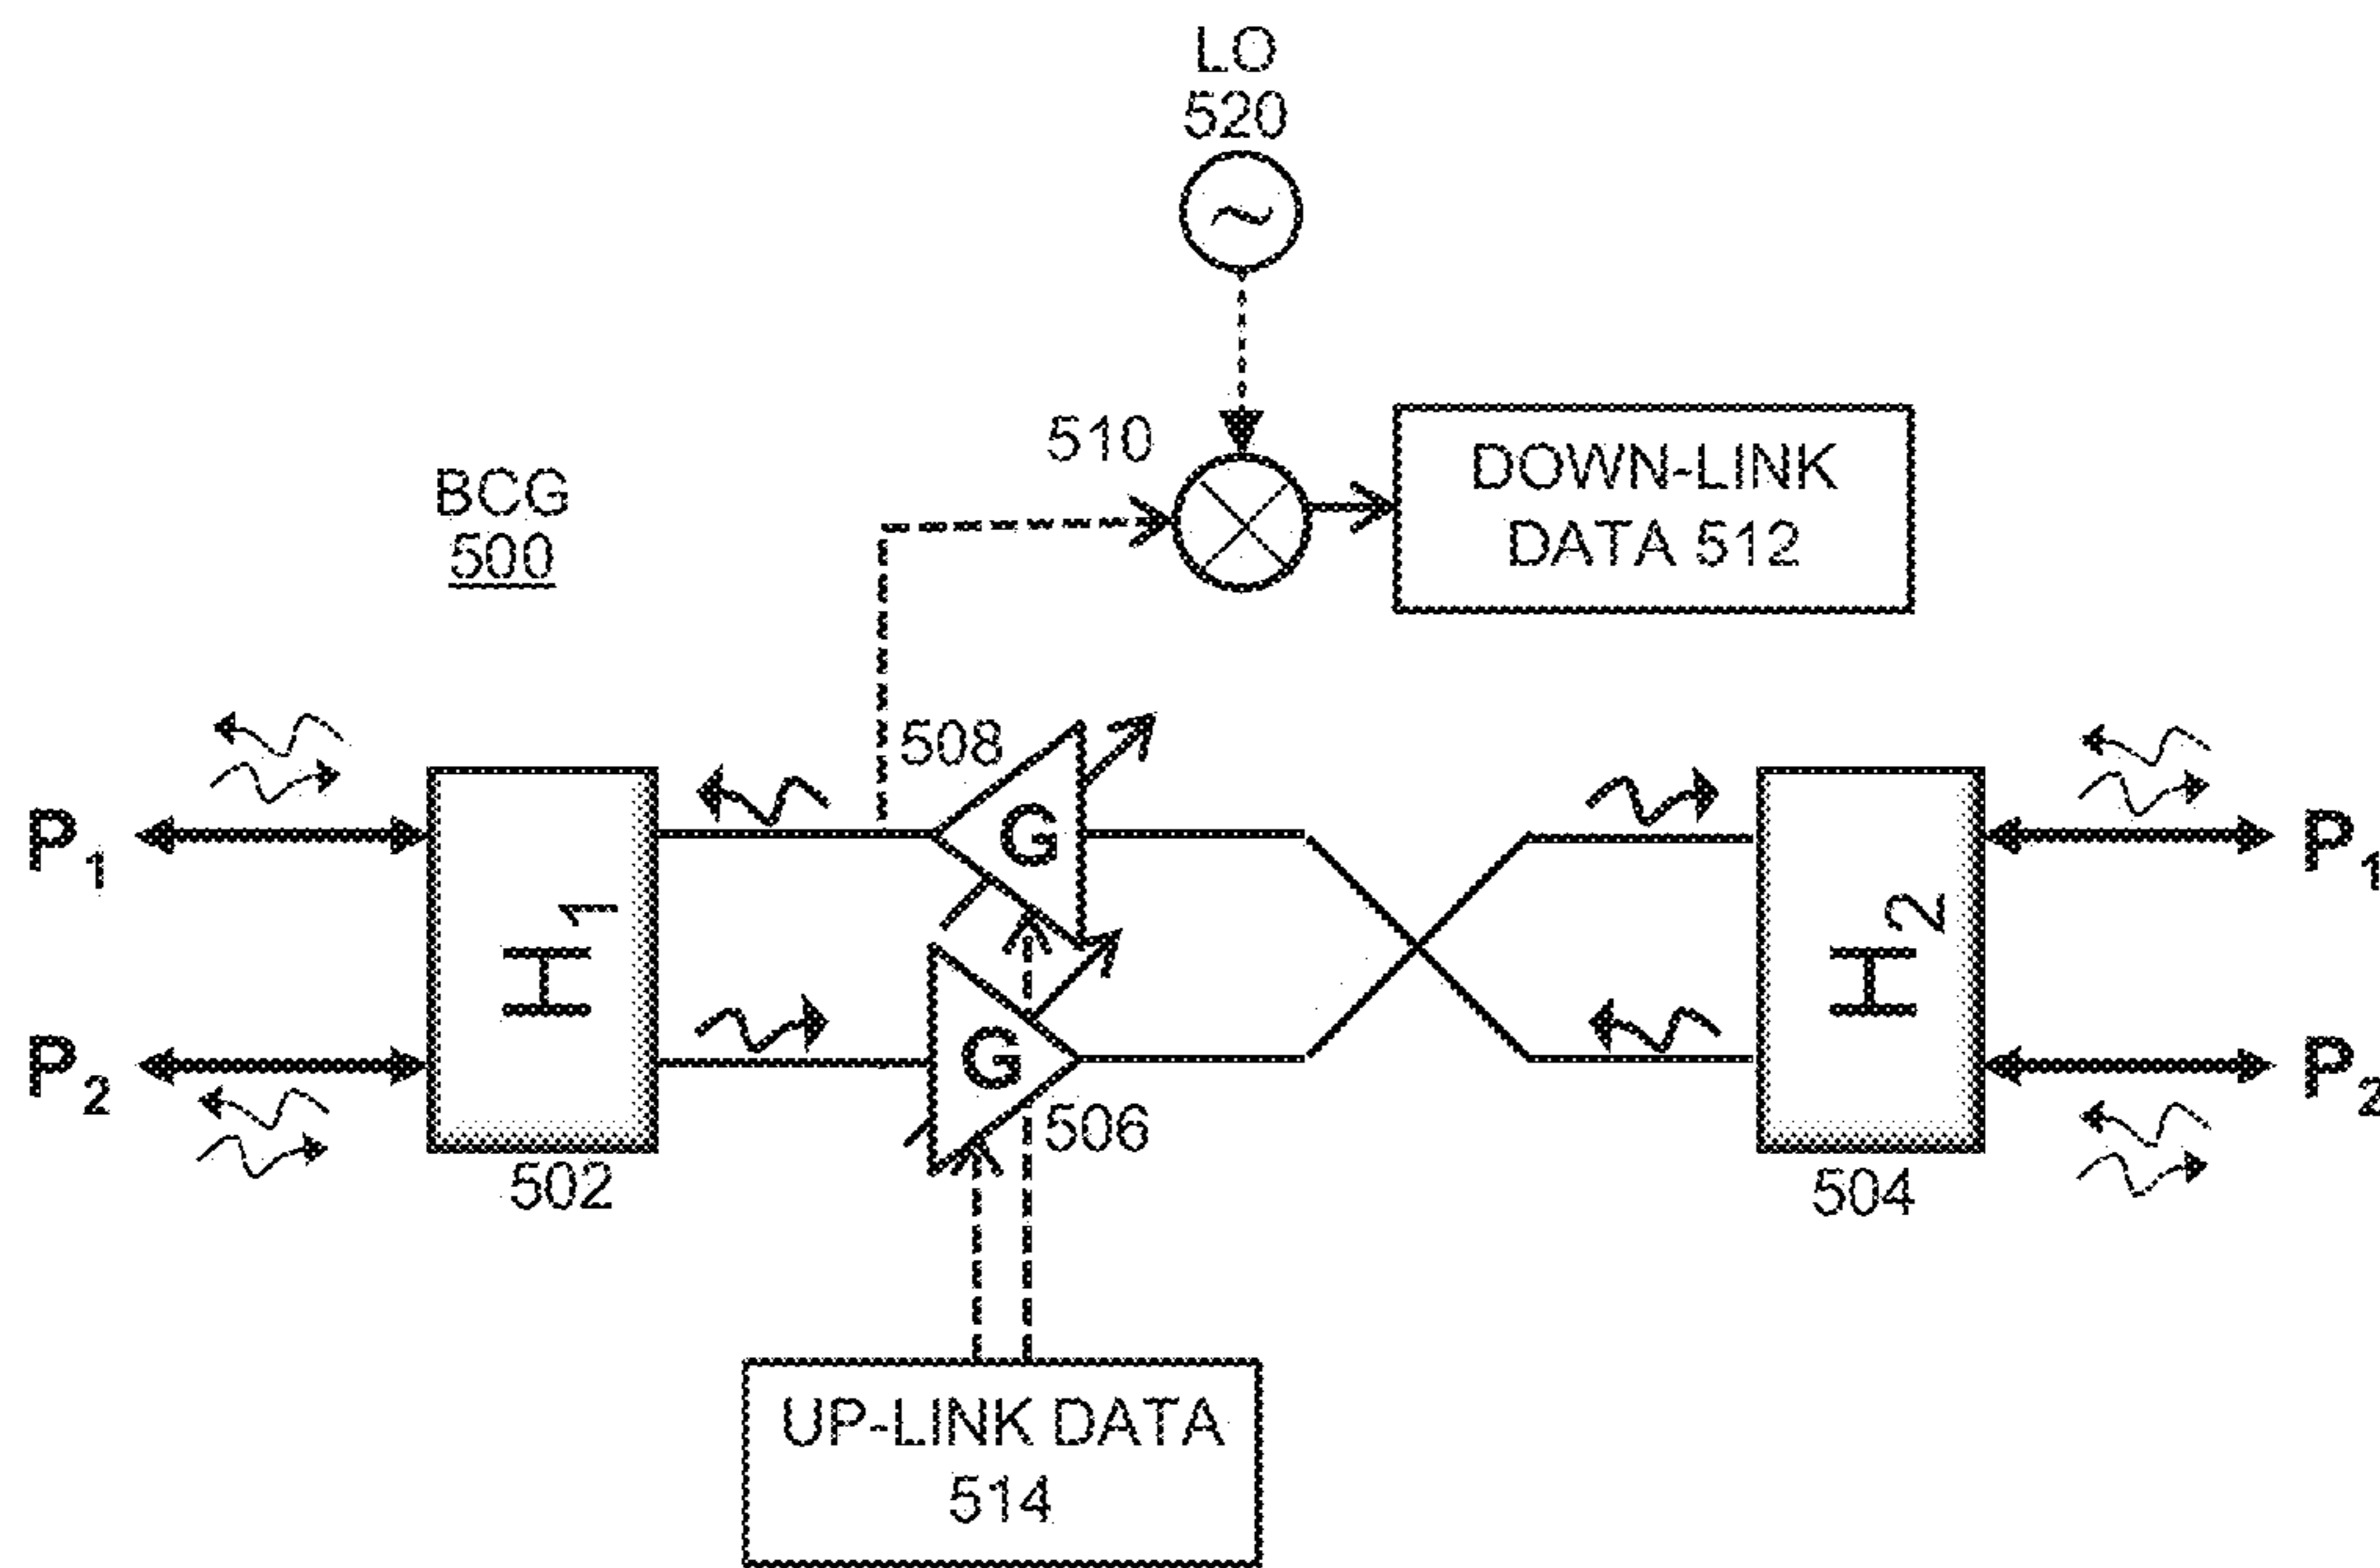 LO
520
510
DOWN-LINK
DATA 512
BCG
500
508
G
P1
P2
H1
H2
P1
P2
G
506
502
504
UP-LINK DATA
514